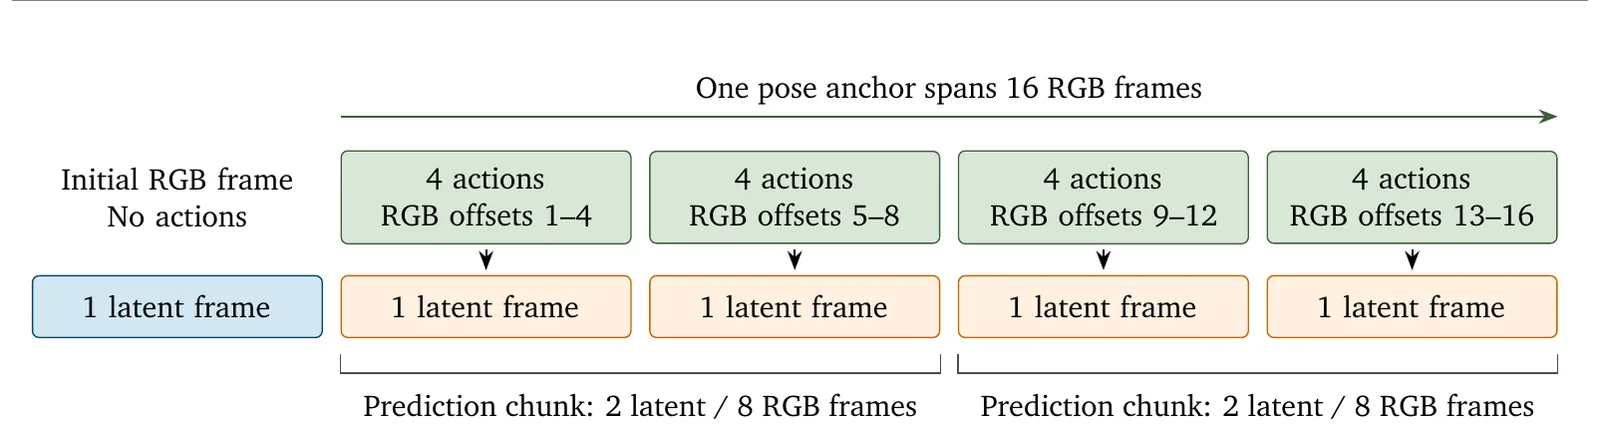 One pose anchor spans 16 RGB frames
Initial RGB frame
No actions
4 actions
RGB offsets 1–4
4 actions
RGB offsets 5–8
4 actions
RGB offsets 9–12
4 actions
RGB offsets 13–16
1 latent frame
1 latent frame
1 latent frame
1 latent frame
1 latent frame
Prediction chunk: 2 latent / 8 RGB frames
Prediction chunk: 2 latent / 8 RGB frames